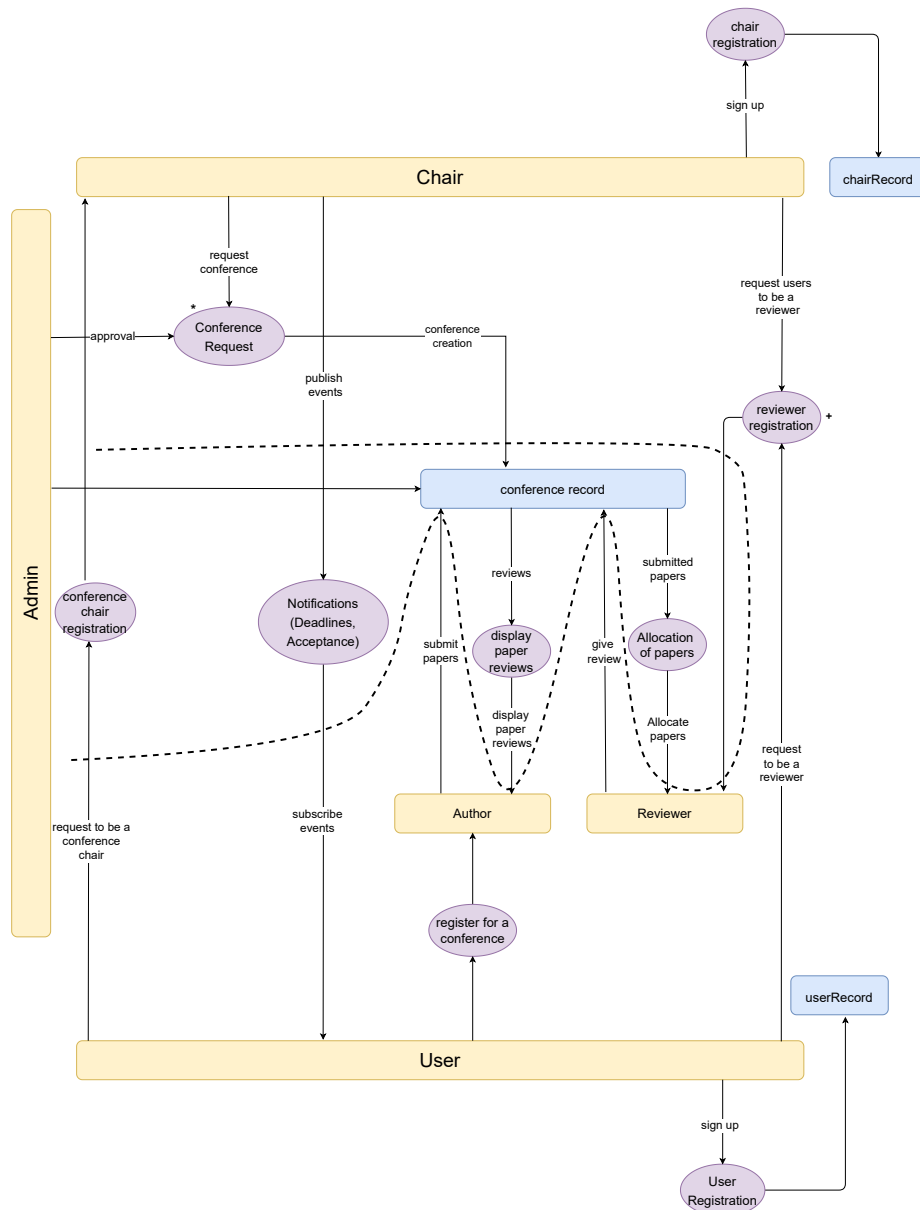 chair
registration
sign up
Chair
chairRecord
request
conference
*
Conference
Request
approval
conference
creation
request users
to be a
reviewer
publish
events
reviewer
registration
+
conference record
Admin
reviews
submitted
papers
conference
chair
registration
Notifications
(Deadlines,
Acceptance)
submit
papers
display
paper
reviews
give
review
Allocation
of papers
display
paper
reviews
Allocate
papers
request
to be a
reviewer
Author
Reviewer
subscribe
events
request to be a
conference
chair
register for a
conference
userRecord
User
sign up
User
Registration